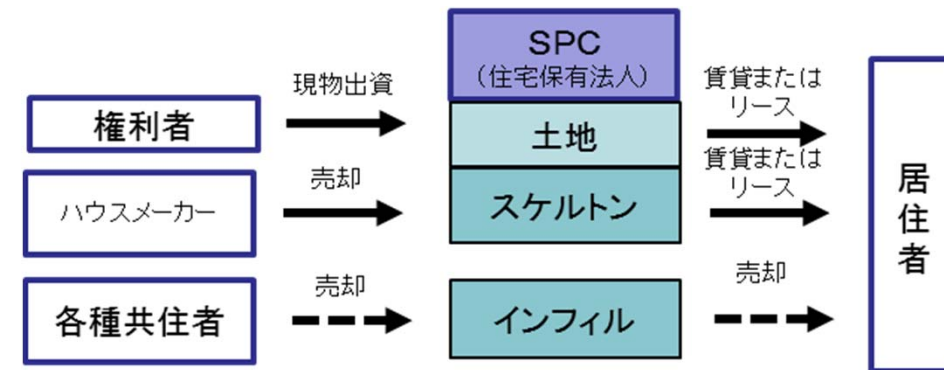 SPC
(住宅保有法人)
現物出資
賃貸または
リース
権利者
土地
売却
賃貸または
リース
ハウスメーカー
スケルトン
居住者
売却
売却
各種共住者
インフィル